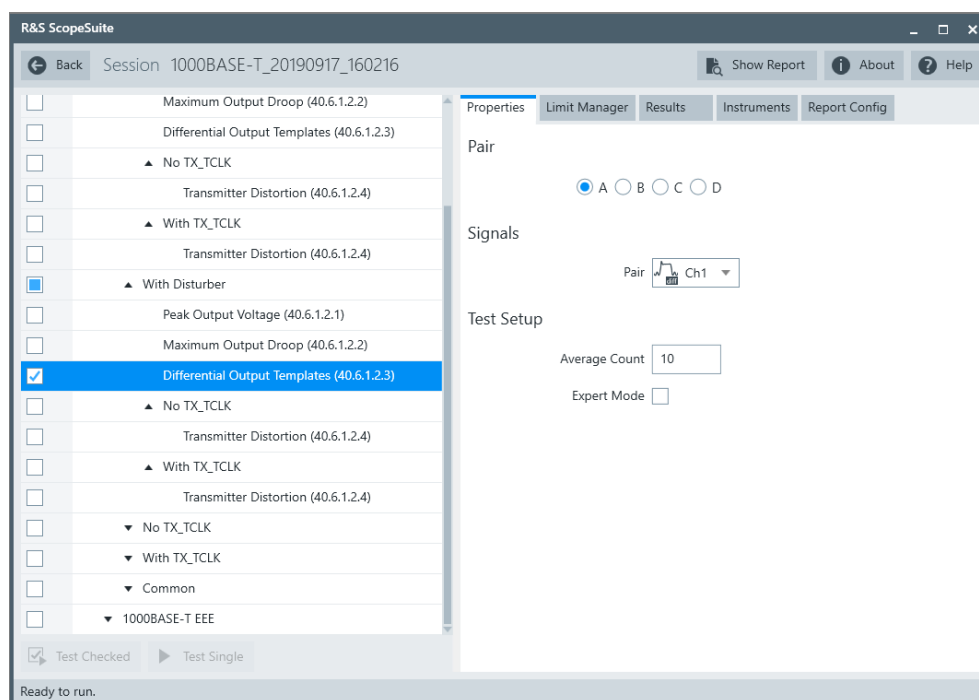 R&S ScopeSuite
Back Session 1000BASE-T_20190917_160216 Show Report About Help
Maximum Output Droop (40.6.1.2.2)
Differential Output Templates (40.6.1.2.3)
No TX_TCLK
Transmitter Distortion (40.6.1.2.4)
With TX_TCLK
Transmitter Distortion (40.6.1.2.4)
With Disturber
Peak Output Voltage (40.6.1.2.1)
Maximum Output Droop (40.6.1.2.2)
Differential Output Templates (40.6.1.2.3)
No TX_TCLK
Transmitter Distortion (40.6.1.2.4)
With TX_TCLK
Transmitter Distortion (40.6.1.2.4)
No TX_TCLK
With TX_TCLK
Common
1000BASE-T EEE
Test Checked Test Single
Properties Limit Manager Results Instruments Report Config
Pair
A B C D
Signals
Pair diff Ch1
Test Setup
Average Count 10
Expert Mode
Ready to run.